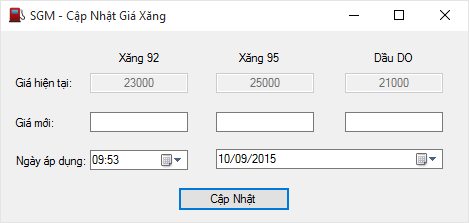 SGM - Cập Nhật Giá Xăng
Xăng 92 Xăng 95 Dầu DO
Giá hiện tại: 23000 25000 21000
Giá mới:
Ngày áp dụng: 09:53 10/09/2015
Cập Nhật